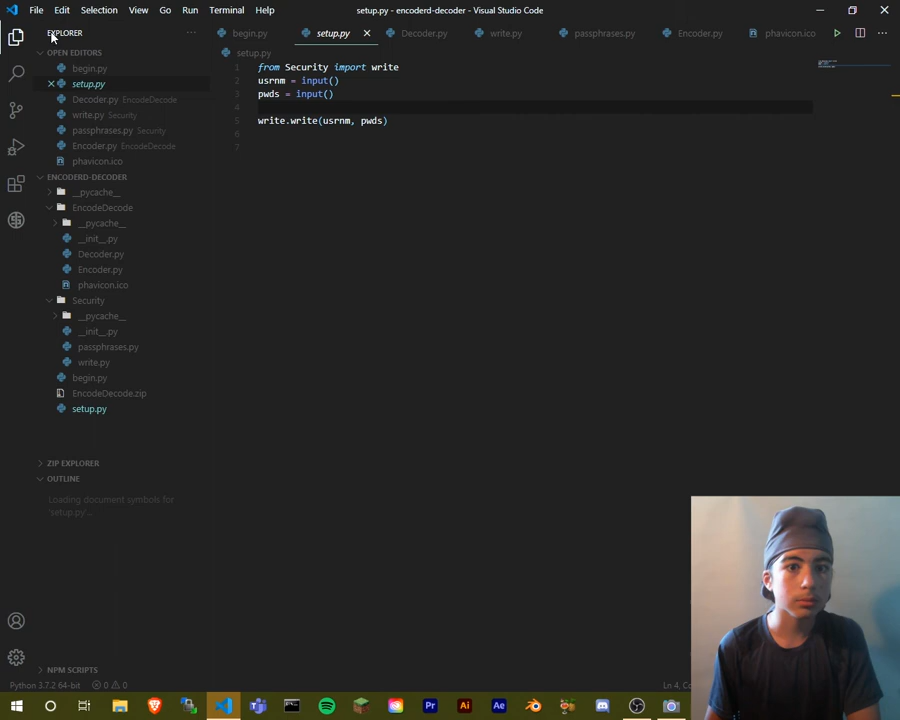 File Edit Selection View Go Run Terminal Help
setup.py - encoderd-decoder - Visual Studio Code
EXPLORER
OPEN EDITORS
begin.py
setup.py
Decoder.py EncodeDecode
write.py Security
passphrases.py Security
Encoder.py EncodeDecode
phavicon.ico
ENCODERD-DECODER
__pycache__
EncodeDecode
__pycache__
__init__.py
Decoder.py
Encoder.py
phavicon.ico
Security
__pycache__
__init__.py
passphrases.py
write.py
begin.py
EncodeDecode.zip
setup.py
ZIP EXPLORER
OUTLINE
Loading document symbols for
'setup.py'...
NPM SCRIPTS
begin.py setup.py Decoder.py write.py passphrases.py Encoder.py phavicon.ico
setup.py
1 from Security import write
2 usrnm = input()
3 pwds = input()
4
5 write.write(usrnm, pwds)
6
7
Python 3.7.2 64-bit 0 0
Ln 4, Co